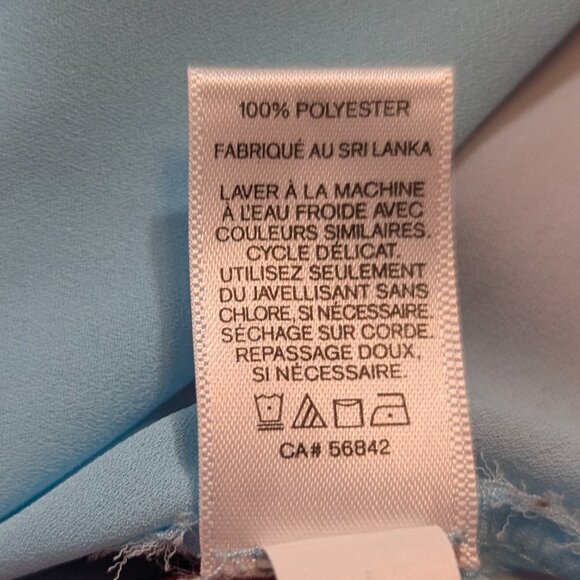 100% POLYESTER
FABRIQUÉ AU SRI LANKA
LAVER À LA MACHINE
À L'EAU FROIDE AVEC
COULEURS SIMILAIRES.
CYCLE DÉLICAT.
UTILISEZ SEULEMENT
DU JAVELLISANT SANS
CHLORE, SI NÉCESSAIRE.
SÉCHAGE SUR CORDE.
REPASSAGE DOUX,
SI NÉCESSAIRE.
CA# 56842